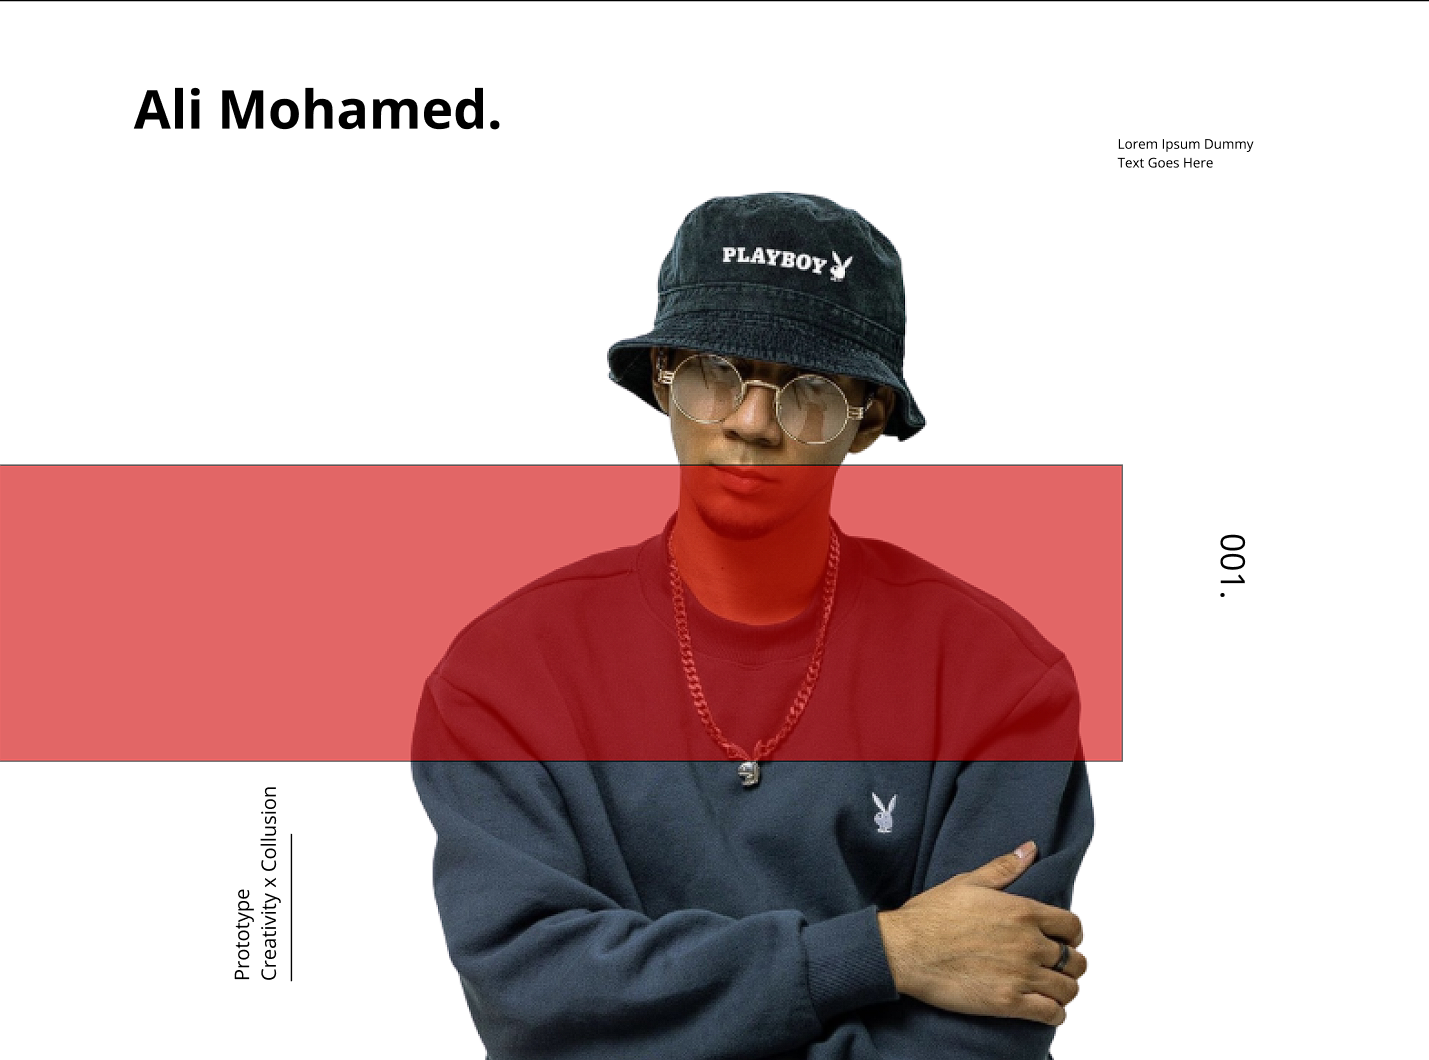 Ali Mohamed.
Lorem Ipsum Dummy
Text Goes Here
PLAYBOY
001.
Prototype
Creativity x Collusion